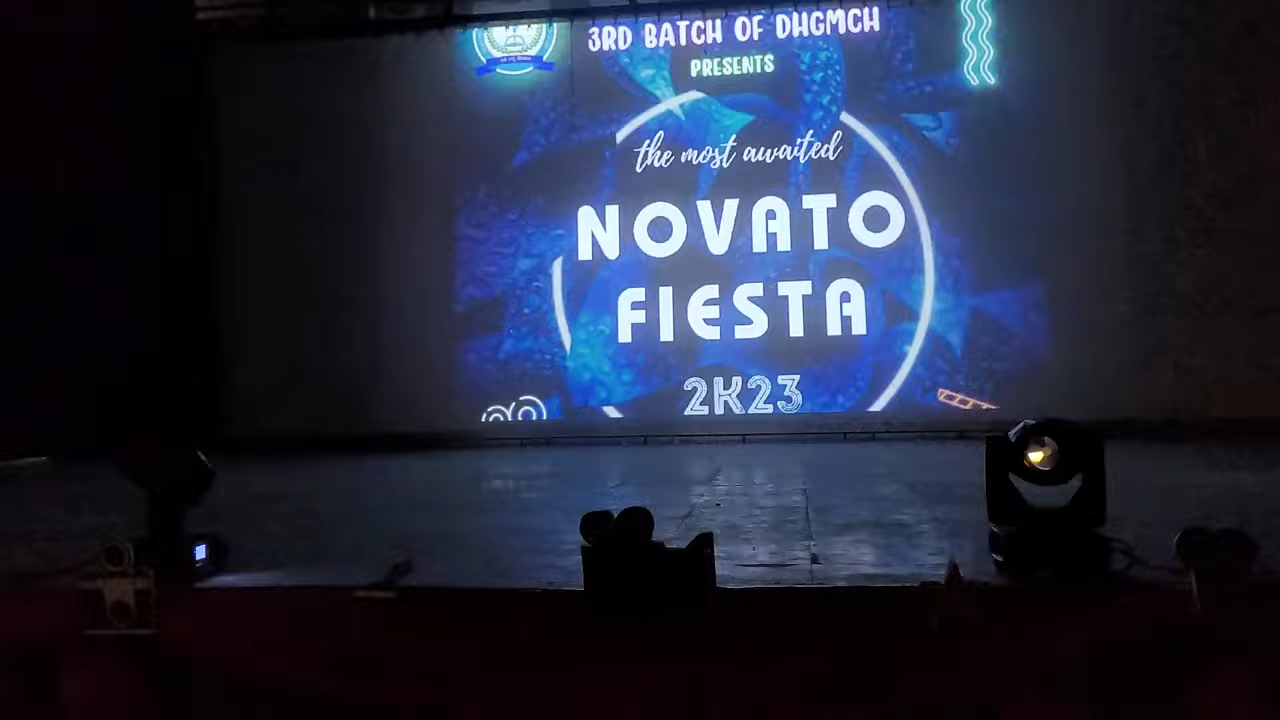 3RD BATCH OF DHGMCH
PRESENTS
the most awaited
NOVATO
FIESTA
2K23